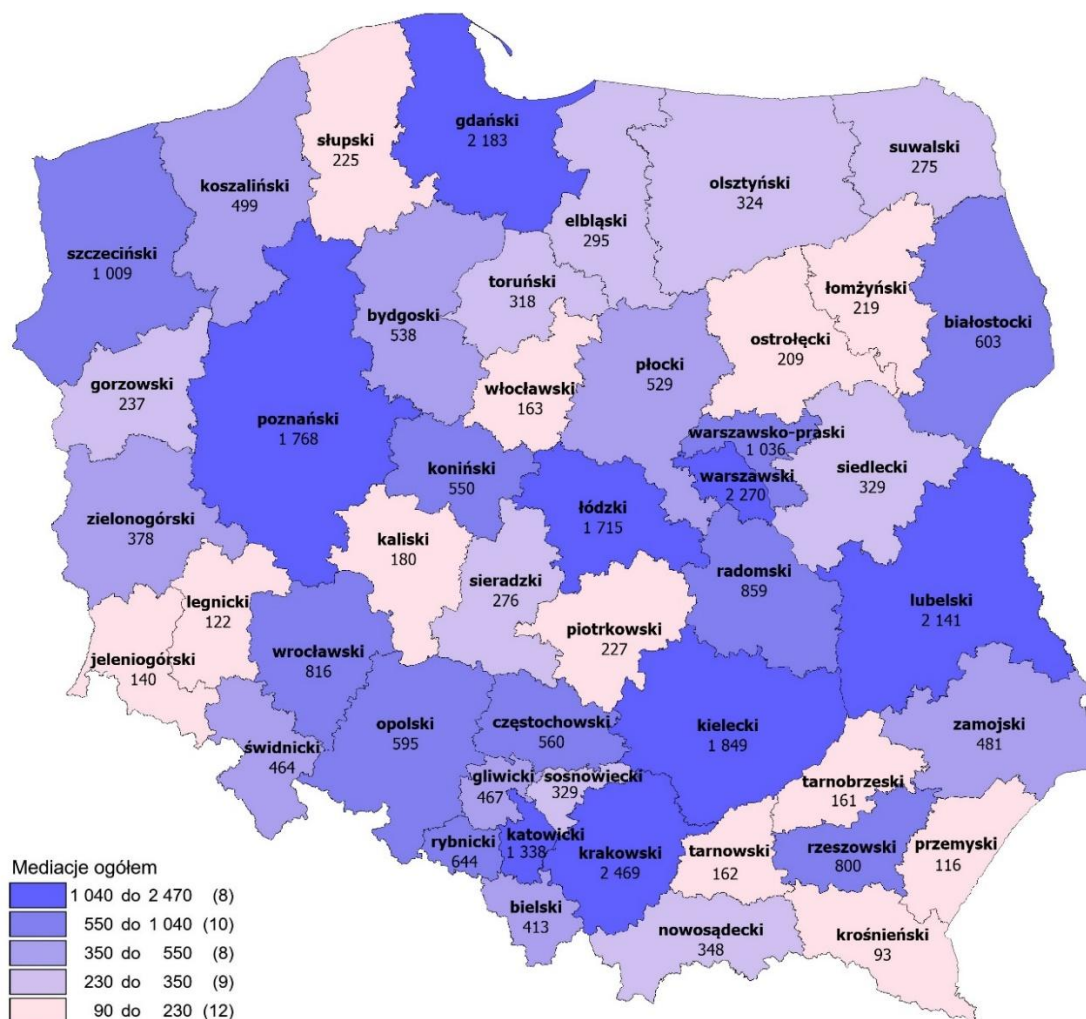 gdański
2 183
słupski
225
suwalski
275
koszaliński
499
olsztyński
324
elbląski
295
szczeciński
1 009
toruński
318
łomżyński
219
bydgoski
538
białostocki
603
ostrołęcki
209
gorzowski
237
włocławski
163
płocki
529
poznański
1 768
warszawsko-praski
1 036
koniński
550
warszawski
2 270
siedlecki
329
łódzki
1 715
zielonogórski
378
kaliski
180
sieradzki
276
radomski
859
legnicki
122
lubelski
2 141
piotrkowski
227
jeleniogórski
140
wrocławski
816
opolski
595
częstochowski
560
kielecki
1 849
zamojski
481
świdnicki
464
gliwicki
467
sosnowiecki
329
tarnobrzeski
161
rybnicki
644
katowicki
1 338
krakowski
2 469
tarnowski
162
rzeszowski
800
przemyski
116
bielski
413
nowosądecki
348
krośnieński
93
Mediacje ogółem
1 040 do 2 470 (8)
550 do 1 040 (10)
350 do 550 (8)
230 do 350 (9)
90 do 230 (12)